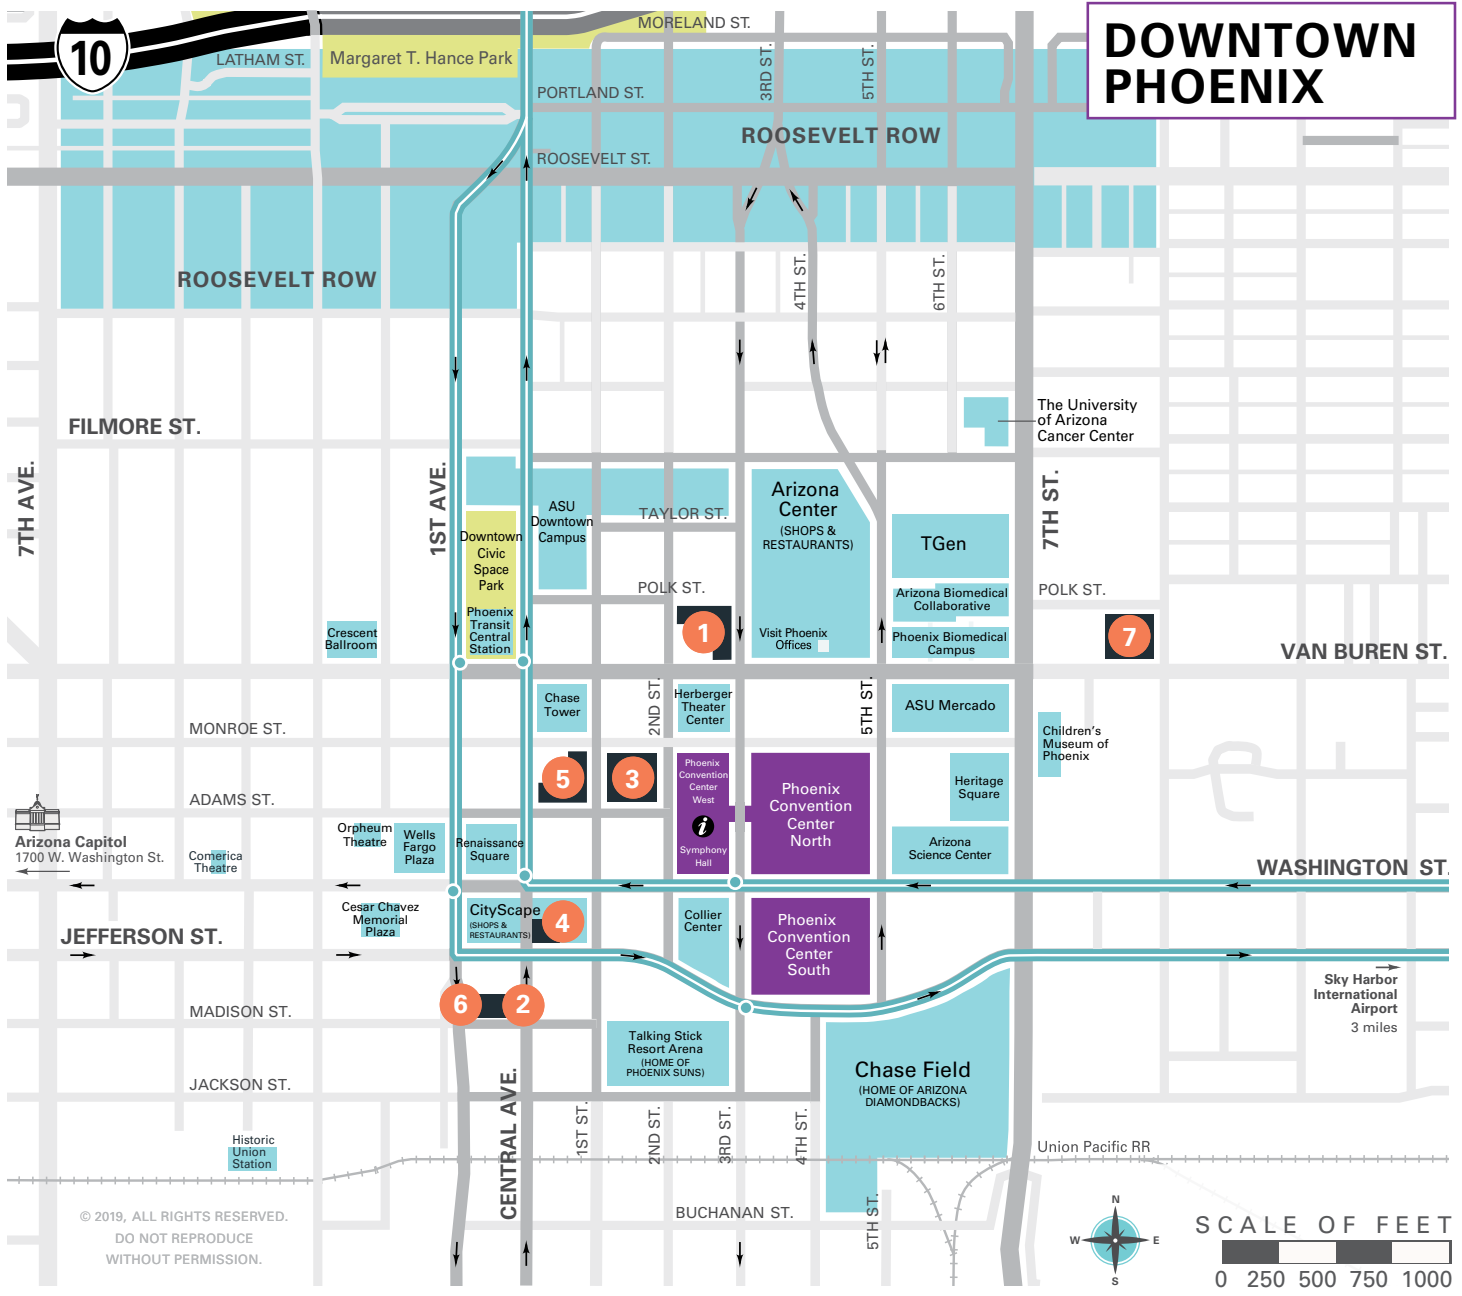 DOWNTOWN
PHOENIX
10
MORELAND ST.
LATHAM ST.
Margaret T. Hance Park
3RD ST.
5TH ST.
PORTLAND ST.
ROOSEVELT ROW
ROOSEVELT ST.
ROOSEVELT ROW
4TH ST.
6TH ST.
The University
of Arizona
Cancer Center
FILMORE ST.
7TH AVE.
1ST AVE.
7TH ST.
Arizona
Center
(SHOPS &
RESTAURANTS)
ASU
Downtown
Campus
TAYLOR ST.
Downtown
Civic
Space
Park
TGen
POLK ST.
POLK ST.
Arizona Biomedical
Collaborative
Phoenix
Transit
Central
Station
Crescent
Ballroom
1
Visit Phoenix
Offices
Phoenix Biomedical
Campus
7
VAN BUREN ST.
Chase
Tower
2ND ST.
Herberger
Theater
Center
5TH ST.
ASU Mercado
MONROE ST.
Children's
Museum of
Phoenix
5
3
Phoenix
Convention
Center
West
Phoenix
Convention
Center
North
Heritage
Square
ADAMS ST.
Arizona Capitol
1700 W. Washington St.
Comerica
Theatre
Orpheum
Theatre
Wells
Fargo
Plaza
Renaissance
Square
i
Symphony
Hall
Arizona
Science Center
WASHINGTON ST.
Cesar Chavez
Memorial
Plaza
CityScape
(SHOPS &
RESTAURANTS)
4
Collier
Center
Phoenix
Convention
Center
South
JEFFERSON ST.
Sky Harbor
International
Airport
3 miles
6
2
MADISON ST.
Talking Stick
Resort Arena
(HOME OF
PHOENIX SUNS)
Chase Field
(HOME OF ARIZONA
DIAMONDBACKS)
JACKSON ST.
CENTRAL AVE.
1ST ST.
2ND ST.
3RD ST.
4TH ST.
Historic
Union
Station
Union Pacific RR
BUCHANAN ST.
5TH ST.
© 2019, ALL RIGHTS RESERVED.
DO NOT REPRODUCE
WITHOUT PERMISSION.
N
W
E
S
SCALE OF FEET
0 250 500 750 1000